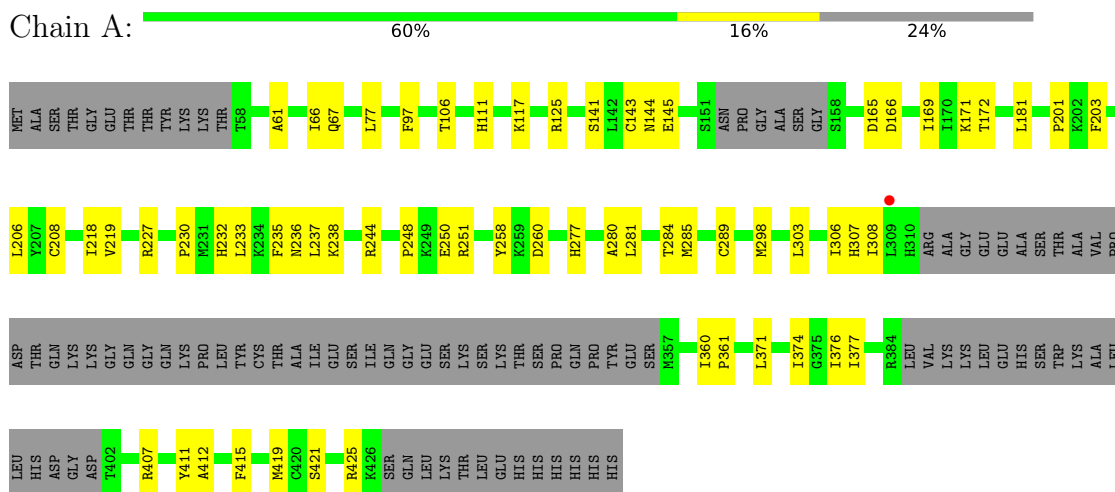 Chain A:
60% 16% 24%
MET ALA SER THR GLY GLU THR THR TYR LYS LYS THR T58 A61 I66 Q67 L77 F97 T106 H111 K117 R125 S141 L142 C143 N144 E145 S151 ASN PRO GLY ALA SER GLY S158 D165 D166 I169 I170 K171 T172 L181 P201 K202 F203
L206 Y207 C208 I218 V219 R227 P230 M231 H232 L233 K234 F235 N236 L237 K238 R244 P248 K249 E250 R251 Y258 K259 D260 H277 A280 L281 T284 M285 C289 M298 L303 I306 H307 I308 L309 H310 ARG ALA GLY GLU GLU ALA SER THR ALA VAL PRO
ASP THR GLN LYS LYS GLY GLN GLY GLN LYS PRO LEU TYR CYS THR ALA ILE GLU SER ILE GLN GLY GLU SER LYS SER LYS THR SER PRO GLN PRO TYR GLU SER M357 I360 P361 L371 I374 G375 I376 I377 R384 LEU VAL LYS LYS LEU GLU HIS SER TRP LYS ALA LEU
LEU HIS ASP GLY ASP T402 R407 Y411 A412 F415 M419 C420 S421 R425 K426 SER GLN LEU LYS THR LEU GLU HIS HIS HIS HIS HIS HIS